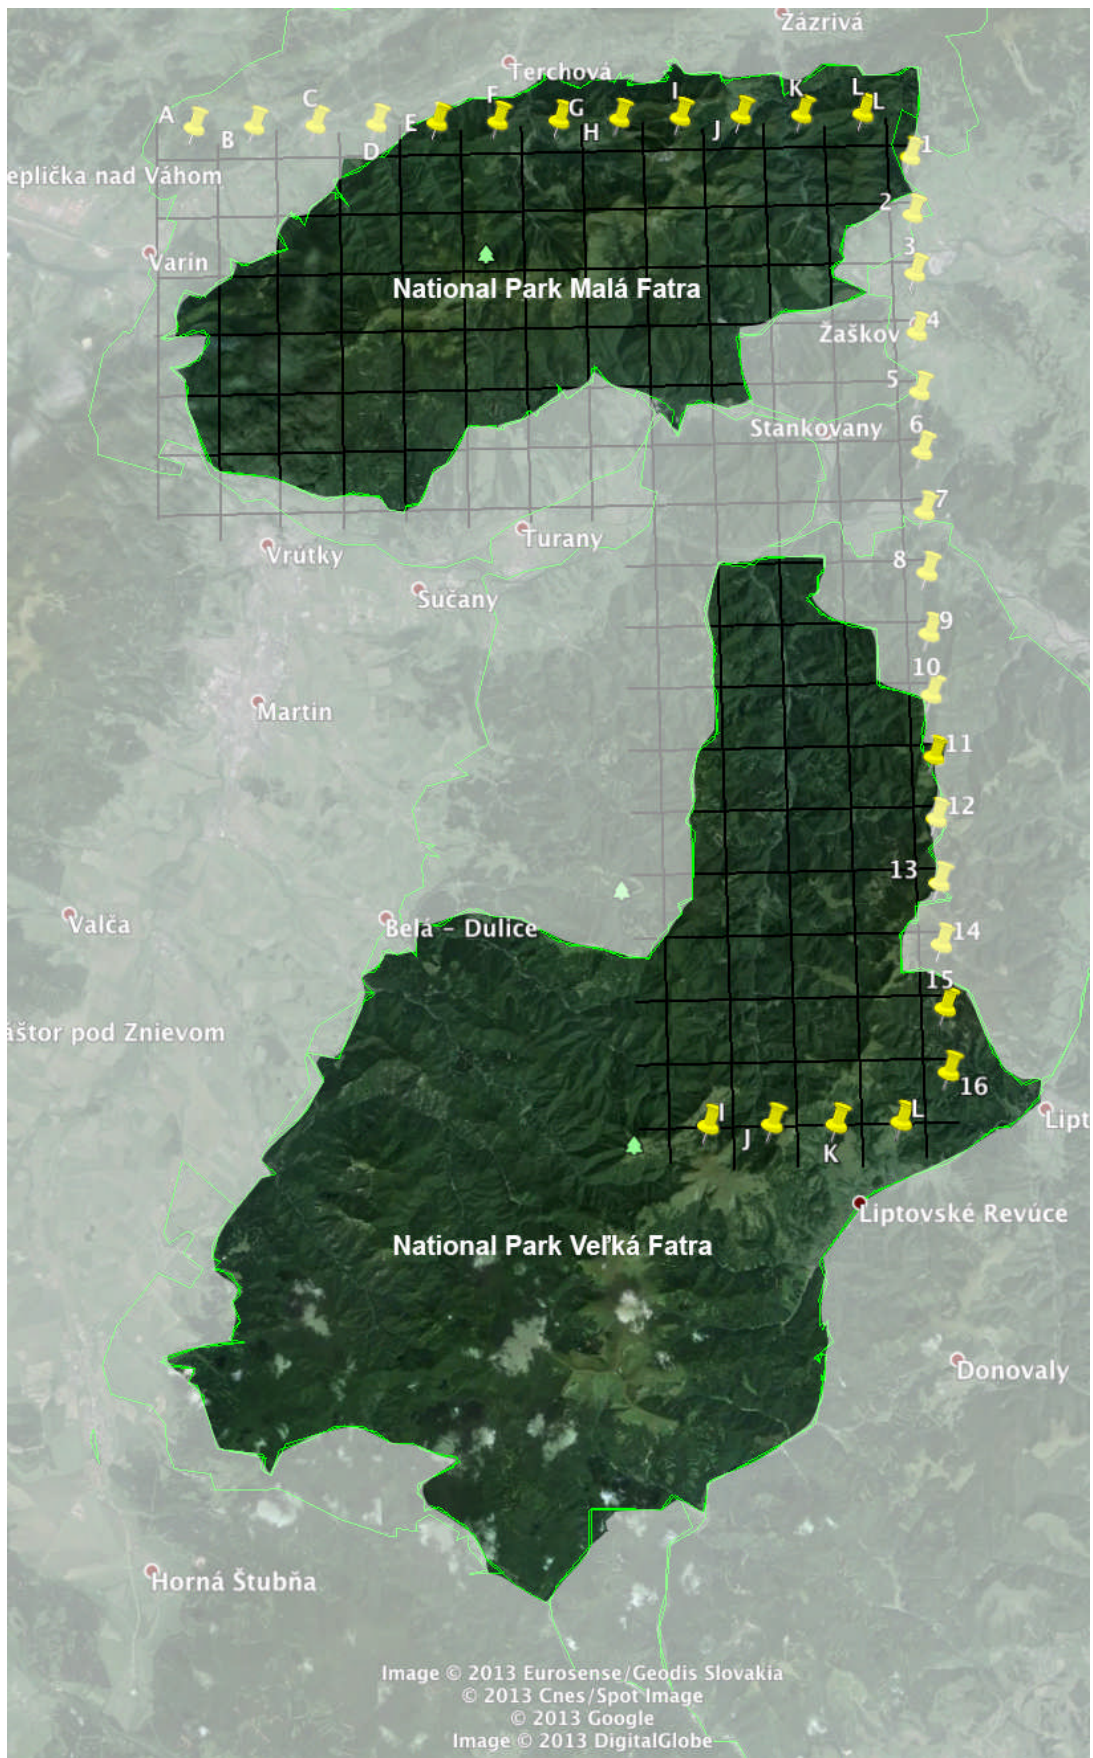 Zázrivá
Terchová
A
B
C
D
E
F
G
H
I
J
K
L
L
1
eplička nad Váhom
2
Varín
3
National Park Malá Fatra
4
Žaškov
5
Stankovany
6
7
Turany
Vrútky
8
Sučany
9
10
Martin
11
12
13
Valča
Belá - Dulice
14
15
áštor pod Znievom
16
I
J
K
L
Lipt
Liptovské Revúce
National Park Veľká Fatra
Donovaly
Horná Štubňa
Image © 2013 Eurosense/Geodis Slovakia
© 2013 Cnes/Spot Image
© 2013 Google
Image © 2013 DigitalGlobe